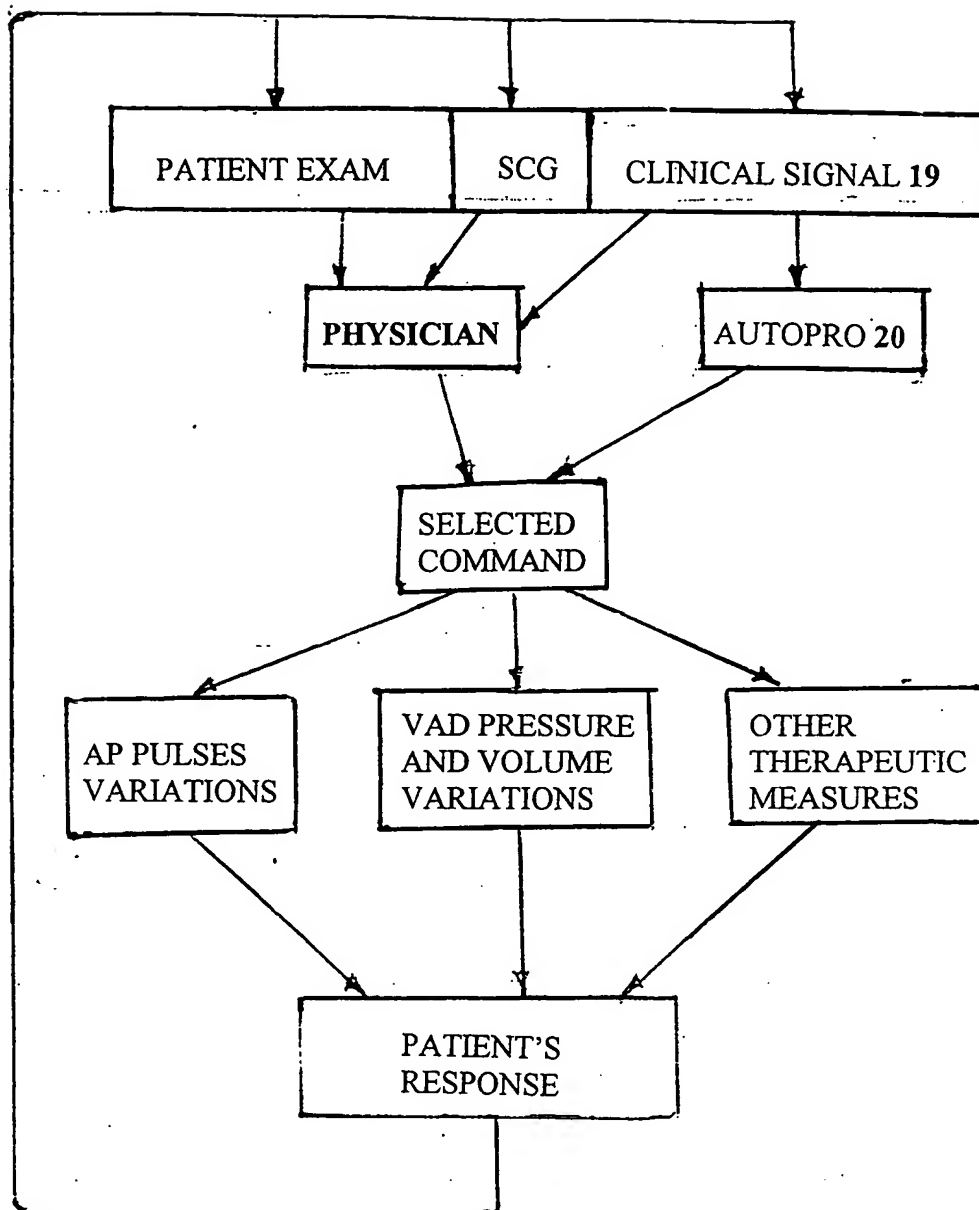 PATIENT EXAM
SCG
CLINICAL SIGNAL 19
PHYSICIAN
AUTOPRO 20
SELECTED
COMMAND
AP PULSES
VARIATIONS
VAD PRESSURE
AND VOLUME
VARIATIONS
OTHER
THERAPEUTIC
MEASURES
PATIENT'S
RESPONSE